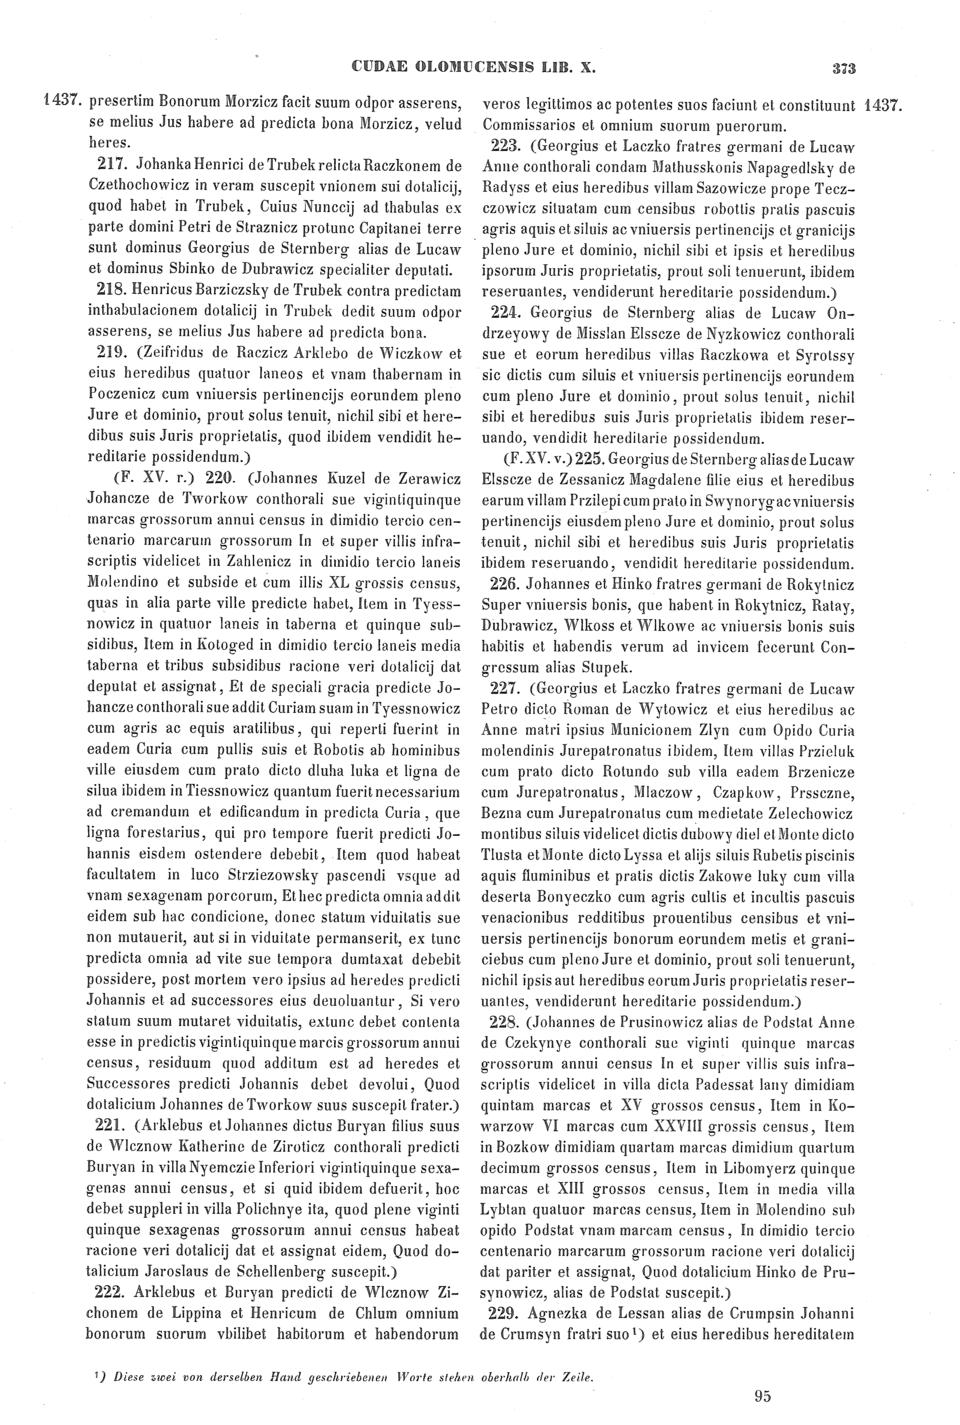 CUDAE OLOMUCENSIS LIB. X. 373
1437. presertim Bonorum Morzicz facit suum odpor asserens,
se melius Jus habere ad predicta bona Morzicz, velud
heres.
217. Johanka Henrici de Trubek relicta Raczkonem de
Czethochowicz in veram suscepit vnionem sui dotalicij,
quod habet in Trubek, Cuius Nunccij ad thabulas ex
parte domini Petri de Straznicz protunc Capitanei terre
sunt dominus Georgius de Sternberg alias de Lucaw
et dominus Sbinko de Dubrawicz specialiter deputati.
218. Henricus Barziczsky de Trubek contra predictam
inthabulacionem dotalicij in Trubek dedit suum odpor
asserens, se melius Jus habere ad predicta bona.
219. (Zeifridus de Raczicz Arklebo de Wiczkow et
eius heredibus quatuor laneos et vnam thabernam in
Poczenicz cum vniuersis pertinencijs eorundem pleno
Jure et dominio, prout solus tenuit, nichil sibi et here-
dibus suis Juris proprietatis, quod ibidem vendidit he-
reditarie possidendum.)
(F. XV. r.) 220. (Johannes Kuzel de Zerawicz
Johancze de Tworkow conthorali sue vigintiquinque
marcas grossorum annui census in dimidio tercio cen-
tenario marcarum grossorum In et super villis infra-
scriptis videlicet in Zahlenicz in dimidio tercio laneis
Molendino et subside et cum illis XL grossis census,
quas in alia parte ville predicte habet, Item in Tyess-
nowicz in quatuor laneis in taberna et quinque sub-
sidibus, Item in Kotoged in dimidio tercio laneis media
taberna et tribus subsidibus racione veri dotalicij dat
deputat et assignat, Et de speciali gracia predicte Jo-
hancze conthorali sue addit Curiam suam in Tyessnowicz
cum agris ac equis aratilibus, qui reperti fuerint in
eadem Curia cum pullis suis et Robotis ab hominibus
ville eiusdem cum prato dicto dluha luka et ligna de
silua ibidem in Tiessnowicz quantum fuerit necessarium
ad cremandum et edificandum in predicta Curia, que
ligna forestarius, qui pro tempore fuerit predicti Jo-
hannis eisdem ostendere debebit, Item quod habeat
facultatem in luco Strziezowsky pascendi vsque ad
vnam sexagenam porcorum, Et hec predicta omnia addit
eidem sub hac condicione, donec statum viduitatis sue
non mutauerit, aut si in viduitate permanserit, ex tunc
predicta omnia ad vite sue tempora dumtaxat debebit
possidere, post mortem vero ipsius ad heredes predicti
Johannis et ad successores eius deuoluantur, Si vero
statum suum mutaret viduitatis, extunc debet contenta
esse in predictis vigintiquinque marcis grossorum annui
census, residuum quod additum est ad heredes et
Successores predicti Johannis debet devolui, Quod
dotalicium Johannes de Tworkow suus suscepit frater.)
221. (Arklebus et Johannes dictus Buryan filius suus
de Wlcznow Katherine de Ziroticz conthorali predicti
Buryan in villa Nyemczie Inferiori vigintiquinque sexa-
genas annui census, et si quid ibidem defuerit, hoc
debet suppleri in villa Polichnye ita, quod plene viginti
quinque sexagenas grossorum annui census habeat
racione veri dotalicij dat et assignat eidem, Quod do-
talicium Jaroslaus de Schellenberg suscepit.)
222. Arklebus et Buryan predicti de Wlcznow Zi-
chonem de Lippina et Henricum de Chlum omnium
bonorum suorum vbilibet habitorum et habendorum
veros legittimos ac potentes suos faciunt et constituunt 1437.
Commissarios et omnium suorum puerorum.
223. (Georgius et Laczko fratres germani de Lucaw
Anne conthorali condam Mathusskonis Napagedlsky de
Radyss et eius heredibus villam Sazowicze prope Tecz-
czowicz situatam cum censibus robottis pratis pascuis
agris aquis et siluis ac vniuersis pertinencijs et granicijs
pleno Jure et dominio, nichil sibi et ipsis et heredibus
ipsorum Juris proprietatis, prout soli tenuerunt, ibidem
reseruantes, vendiderunt hereditarie possidendum.)
224. Georgius de Sternberg alias de Lucaw On-
drzeyowy de Misslan Elsscze de Nyzkowicz conthorali
sue et eorum heredibus villas Raczkowa et Syrotssy
sic dictis cum siluis et vniuersis pertinencijs eorundem
cum pleno Jure et dominio, prout solus tenuit, nichil
sibi et heredibus suis Juris proprietatis ibidem reser-
uando, vendidit hereditarie possidendum.
(F. XV. v.) 225. Georgius de Sternberg alias de Lucaw
Elsscze de Zessanicz Magdalene filie eius et heredibus
earum villam Przilepi cum prato in Swynoryg ac vniuersis
pertinencijs eiusdem pleno Jure et dominio, prout solus
tenuit, nichil sibi et heredibus suis Juris proprietatis
ibidem reseruando, vendidit hereditarie possidendum.
226. Johannes et Hinko fratres germani de Rokytnicz
Super vniuersis bonis, que habent in Rokytnicz, Ratay,
Dubrawicz, Wlkoss et Wlkowe ac vniuersis bonis suis
habitis et habendis verum ad invicem fecerunt Con-
gressum alias Stupek.
227. (Georgius et Laczko fratres germani de Lucaw
Petro dicto Roman de Wytowicz et eius heredibus ac
Anne matri ipsius Municionem Zlyn cum Opido Curia
molendinis Jurepatronatus ibidem, Item villas Przieluk
cum prato dicto Rotundo sub villa eadem Brzenicze
cum Jurepatronatus, Mlaczow, Czapkow, Prssczne,
Bezna cum Jurepatronatus cum medietate Zelechowicz
montibus siluis videlicet dictis dubowy diel et Monte dicto
Tlusta et Monte dicto Lyssa et alijs siluis Rubetis piscinis
aquis fluminibus et pratis dictis Zakowe luky cum villa
deserta Bonyeczko cum agris cultis et incultis pascuis
venacionibus redditibus prouentibus censibus et vni-
uersis pertinencijs bonorum eorundem metis et grani-
ciebus cum pleno Jure et dominio, prout soli tenuerunt,
nichil ipsis aut heredibus eorum Juris proprietatis reser-
uantes, vendiderunt hereditarie possidendum.)
228. (Johannes de Prusinowicz alias de Podstat Anne
de Czekynye conthorali sue viginti quinque marcas
grossorum annui census In et super villis suis infra-
scriptis videlicet in villa dicta Padessat lany dimidiam
quintam marcas et XV grossos census, Item in Ko-
warzow VI marcas cum XXVIII grossis census, Item
in Bozkow dimidiam quartam marcas dimidium quartum
decimum grossos census, Item in Libomyerz quinque
marcas et XIII grossos census, Item in media villa
Lybtan quatuor marcas census, Item in Molendino sub
opido Podstat vnam marcam census, In dimidio tercio
centenario marcarum grossorum racione veri dotalicij
dat pariter et assignat, Quod dotalicium Hinko de Pru-
synowicz, alias de Podstat suscepit.)
229. Agnezka de Lessan alias de Crumpsin Johanni
de Crumsyn fratri suo¹) et eius heredibus hereditatem
¹) Diese zwei von derselben Hand geschriebenen Worte stehen oberhalb der Zeile.
95